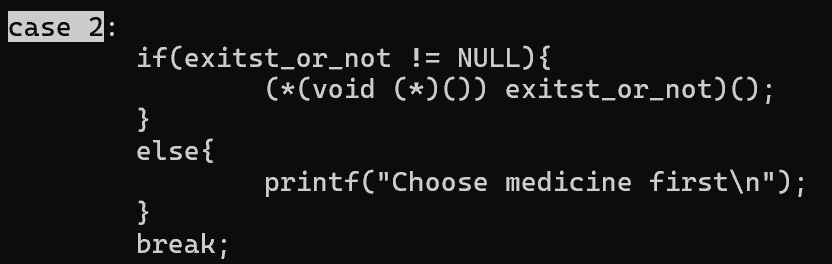 case 2:
if(exitst_or_not != NULL){
(*(void (*)()) exitst_or_not)();
}
else{
printf("Choose medicine first\n");
}
break;